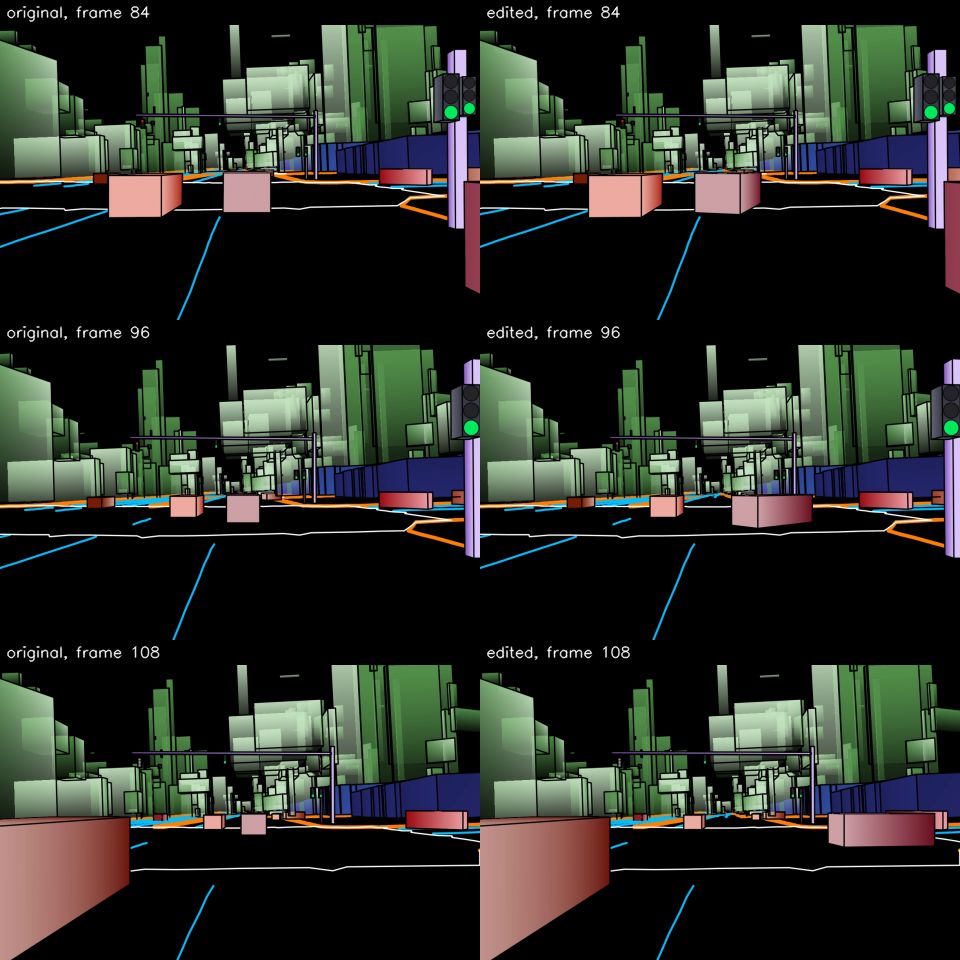 original, frame 84
edited, frame 84
original, frame 96
edited, frame 96
original, frame 108
edited, frame 108